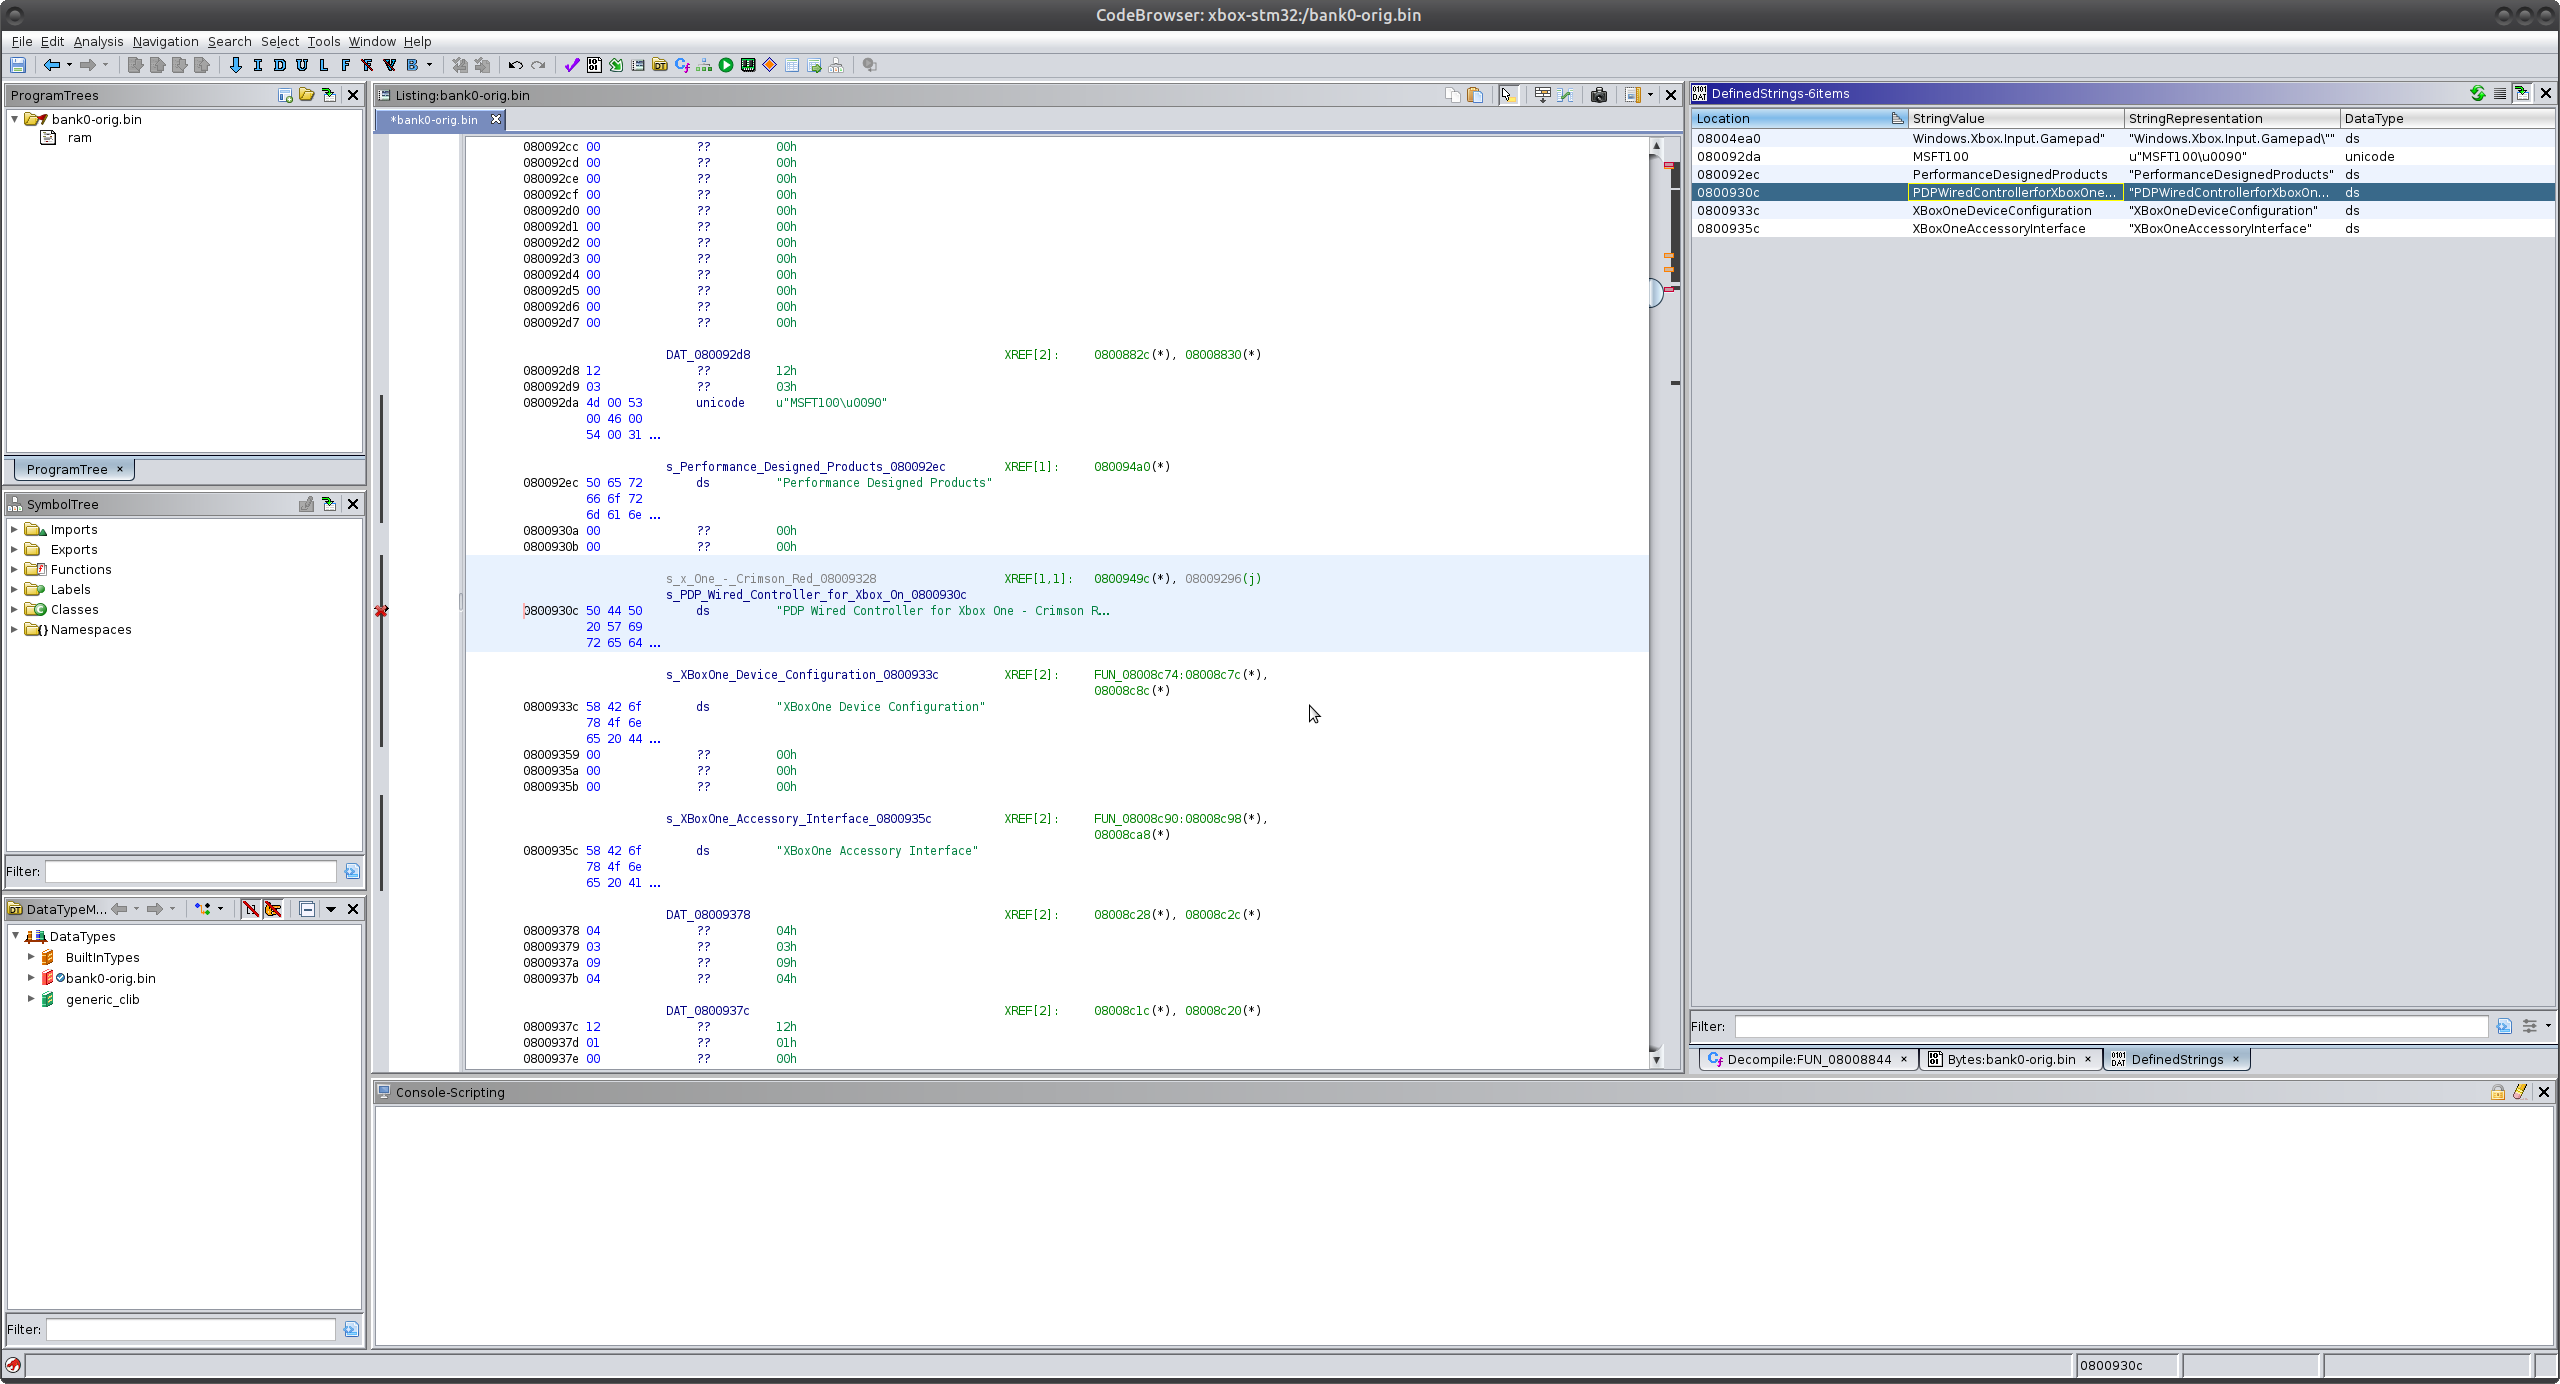 CodeBrowser: xbox-stm32:/bank0-orig.bin
File Edit Analysis Navigation Search Select Tools Window Help
I D U L F F V B
ProgramTrees
bank0-orig.bin
ram
ProgramTree ×
SymbolTree
Imports
Exports
Functions
Labels
Classes
Namespaces
Filter:
DataTypeM...
DataTypes
BuiltInTypes
bank0-orig.bin
generic_clib
Filter:
Listing:bank0-orig.bin
*bank0-orig.bin
080092cc 00 ?? 00h
080092cd 00 ?? 00h
080092ce 00 ?? 00h
080092cf 00 ?? 00h
080092d0 00 ?? 00h
080092d1 00 ?? 00h
080092d2 00 ?? 00h
080092d3 00 ?? 00h
080092d4 00 ?? 00h
080092d5 00 ?? 00h
080092d6 00 ?? 00h
080092d7 00 ?? 00h
DAT_080092d8 XREF[2]: 0800882c(*), 08008830(*)
080092d8 12 ?? 12h
080092d9 03 ?? 03h
080092da 4d 00 53 unicode u"MSFT100\u0090"
00 46 00
54 00 31 ...
s_Performance_Designed_Products_080092ec XREF[1]: 080094a0(*)
080092ec 50 65 72 ds "Performance Designed Products"
66 6f 72
6d 61 6e ...
0800930a 00 ?? 00h
0800930b 00 ?? 00h
s_x_One_-_Crimson_Red_08009328 XREF[1,1]: 0800949c(*), 08009296(j)
s_PDP_Wired_Controller_for_Xbox_On_0800930c
0800930c 50 44 50 ds "PDP Wired Controller for Xbox One - Crimson R...
20 57 69
72 65 64 ...
s_XBoxOne_Device_Configuration_0800933c XREF[2]: FUN_08008c74:08008c7c(*),
08008c8c(*)
0800933c 58 42 6f ds "XBoxOne Device Configuration"
78 4f 6e
65 20 44 ...
08009359 00 ?? 00h
0800935a 00 ?? 00h
0800935b 00 ?? 00h
s_XBoxOne_Accessory_Interface_0800935c XREF[2]: FUN_08008c90:08008c98(*),
08008ca8(*)
0800935c 58 42 6f ds "XBoxOne Accessory Interface"
78 4f 6e
65 20 41 ...
DAT_08009378 XREF[2]: 08008c28(*), 08008c2c(*)
08009378 04 ?? 04h
08009379 03 ?? 03h
0800937a 09 ?? 09h
0800937b 04 ?? 04h
DAT_0800937c XREF[2]: 08008c1c(*), 08008c20(*)
0800937c 12 ?? 12h
0800937d 01 ?? 01h
0800937e 00 ?? 00h
DefinedStrings-6items
Location StringValue StringRepresentation DataType
08004ea0 Windows.Xbox.Input.Gamepad" "Windows.Xbox.Input.Gamepad\"" ds
080092da MSFT100 u"MSFT100\u0090" unicode
080092ec PerformanceDesignedProducts "PerformanceDesignedProducts" ds
0800930c PDPWiredControllerforXboxOne... "PDPWiredControllerforXboxOn... ds
0800933c XBoxOneDeviceConfiguration "XBoxOneDeviceConfiguration" ds
0800935c XBoxOneAccessoryInterface "XBoxOneAccessoryInterface" ds
Filter:
Decompile:FUN_08008844 × Bytes:bank0-orig.bin × DefinedStrings ×
Console-Scripting
0800930c